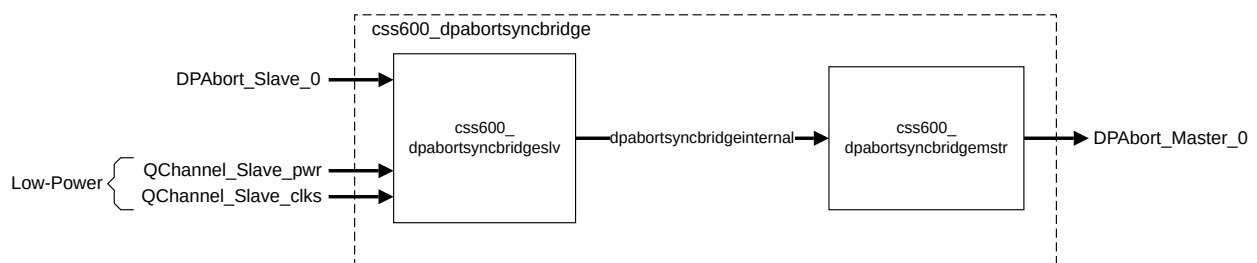 css600_dpabortsyncbridge
DPAbort_Slave_0
css600_
dpabortsyncbridgeslv
dpabortsyncbridgeinternal
css600_
dpabortsyncbridgemstr
DPAbort_Master_0
Low-Power
QChannel_Slave_pwr
QChannel_Slave_clks